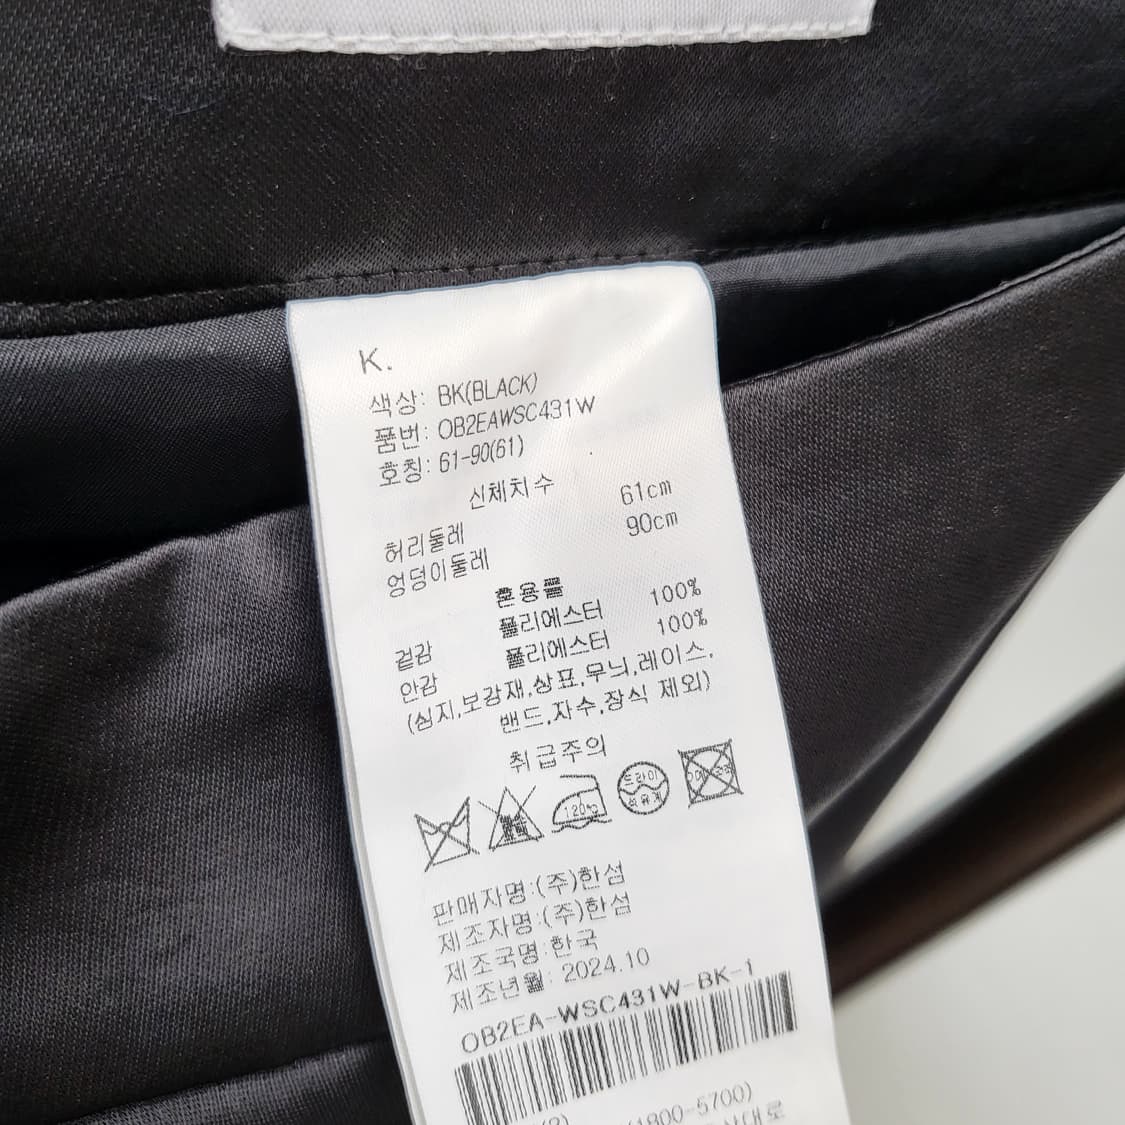 K.
색상: BK(BLACK)
품번: OB2EAWSC431W
호칭: 61-90(61)
신체치수
허리둘레 61cm
엉덩이둘레 90cm
혼용률
겉감 폴리에스터 100%
안감 폴리에스터 100%
(심지,보강재,상표,무늬,레이스,
밴드,자수,장식 제외)
취급주의
120℃ 드라이 석유계
판매자명:(주)한섬
제조자명:(주)한섬
제조국명:한국
제조년월: 2024.10
OB2EA-WSC431W-BK-1
(1800-5700)